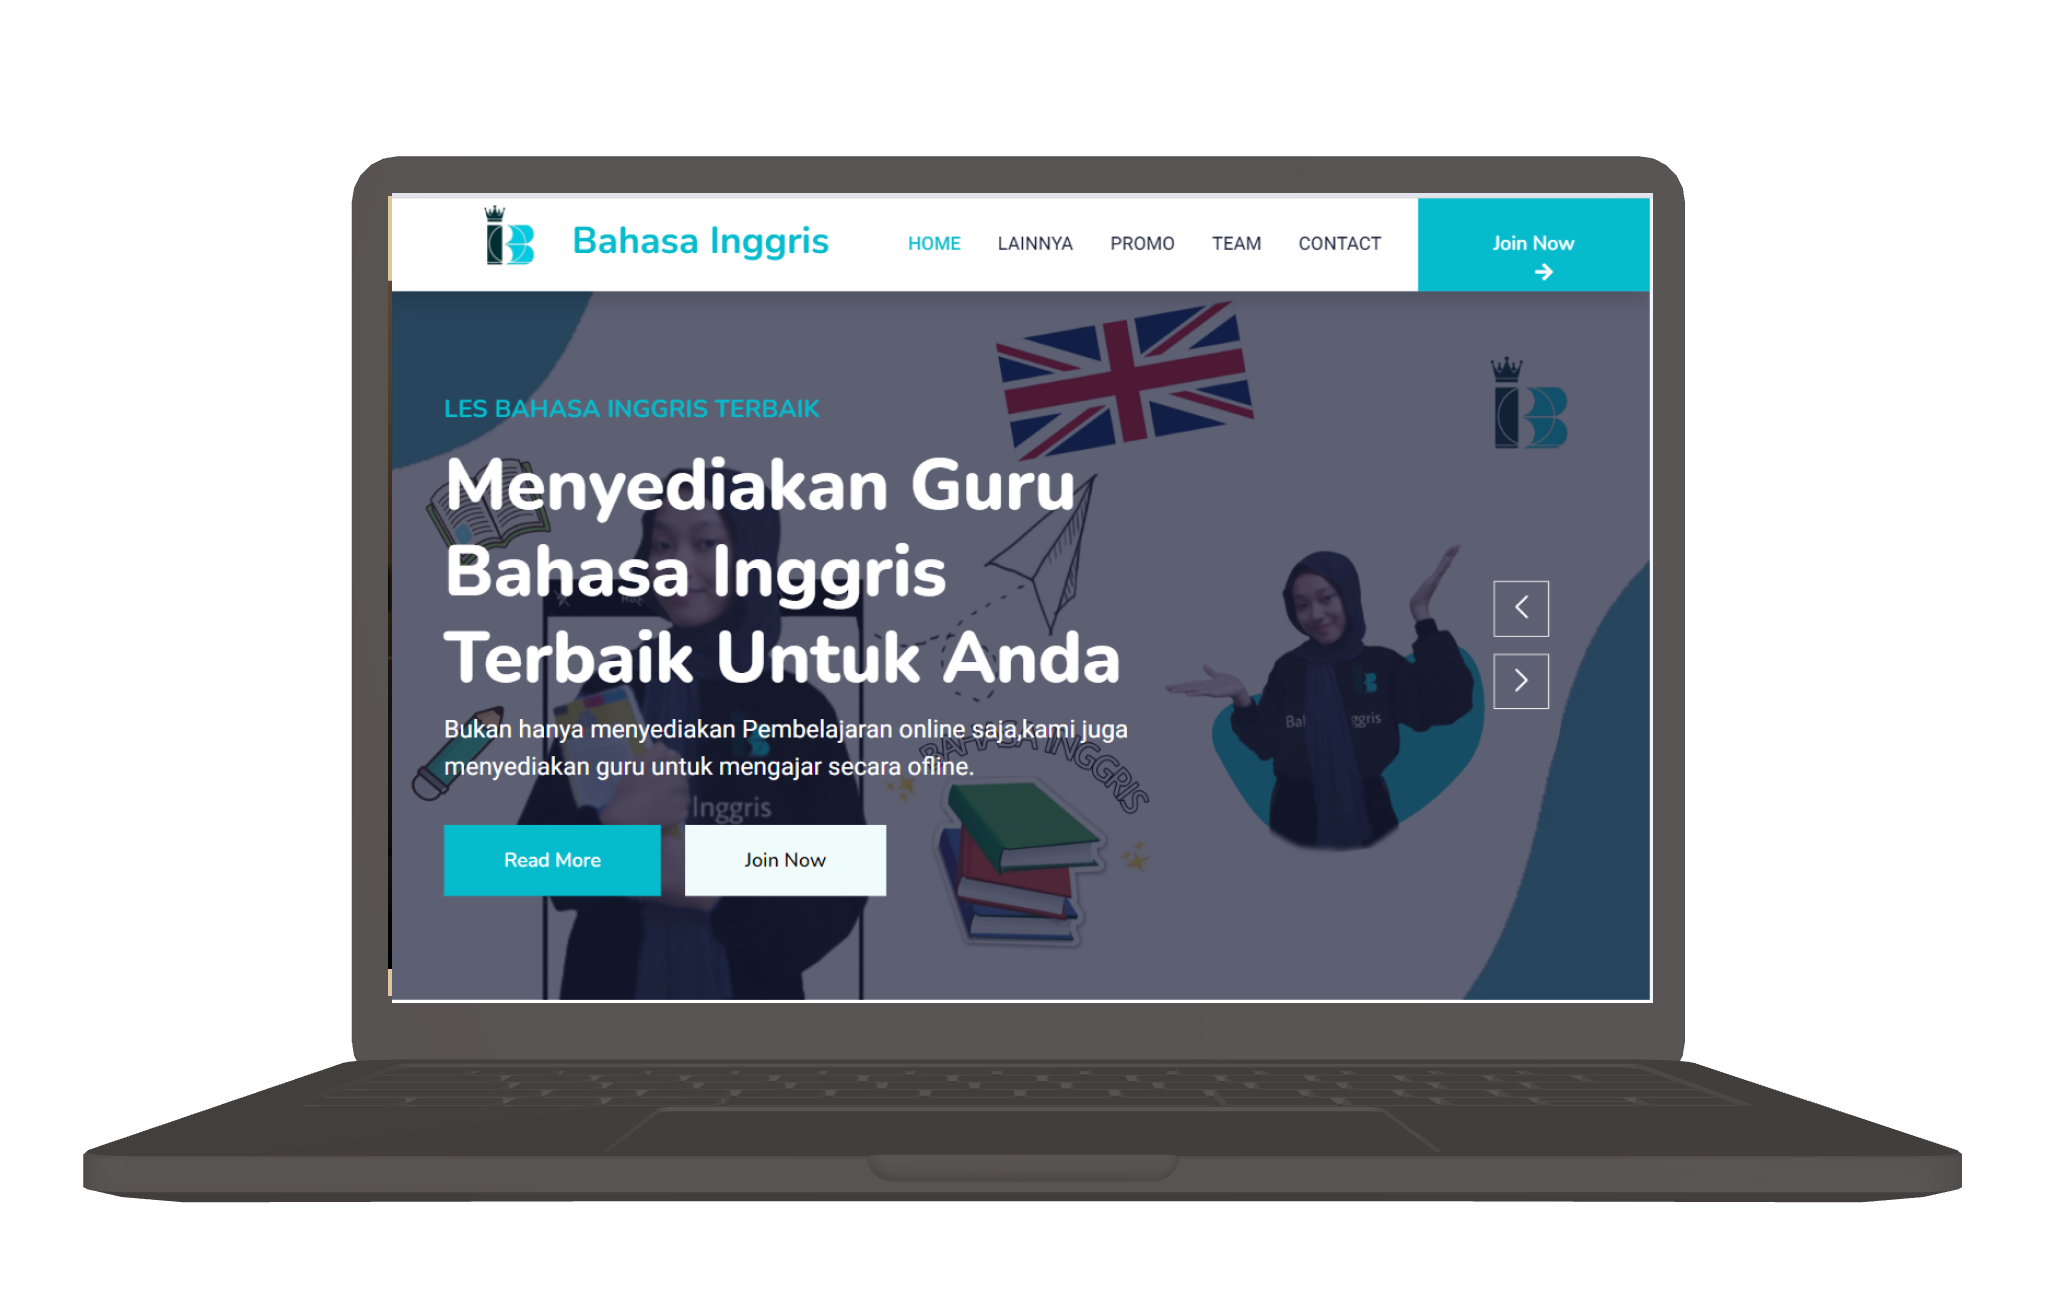 Bahasa Inggris
HOME LAINNYA PROMO TEAM CONTACT
Join Now
LES BAHASA INGGRIS TERBAIK
Menyediakan Guru
Bahasa Inggris
Terbaik Untuk Anda
Bukan hanya menyediakan Pembelajaran online saja,kami juga
menyediakan guru untuk mengajar secara ofline.
Read More
Join Now
BAHASA INGGRIS
Inggris